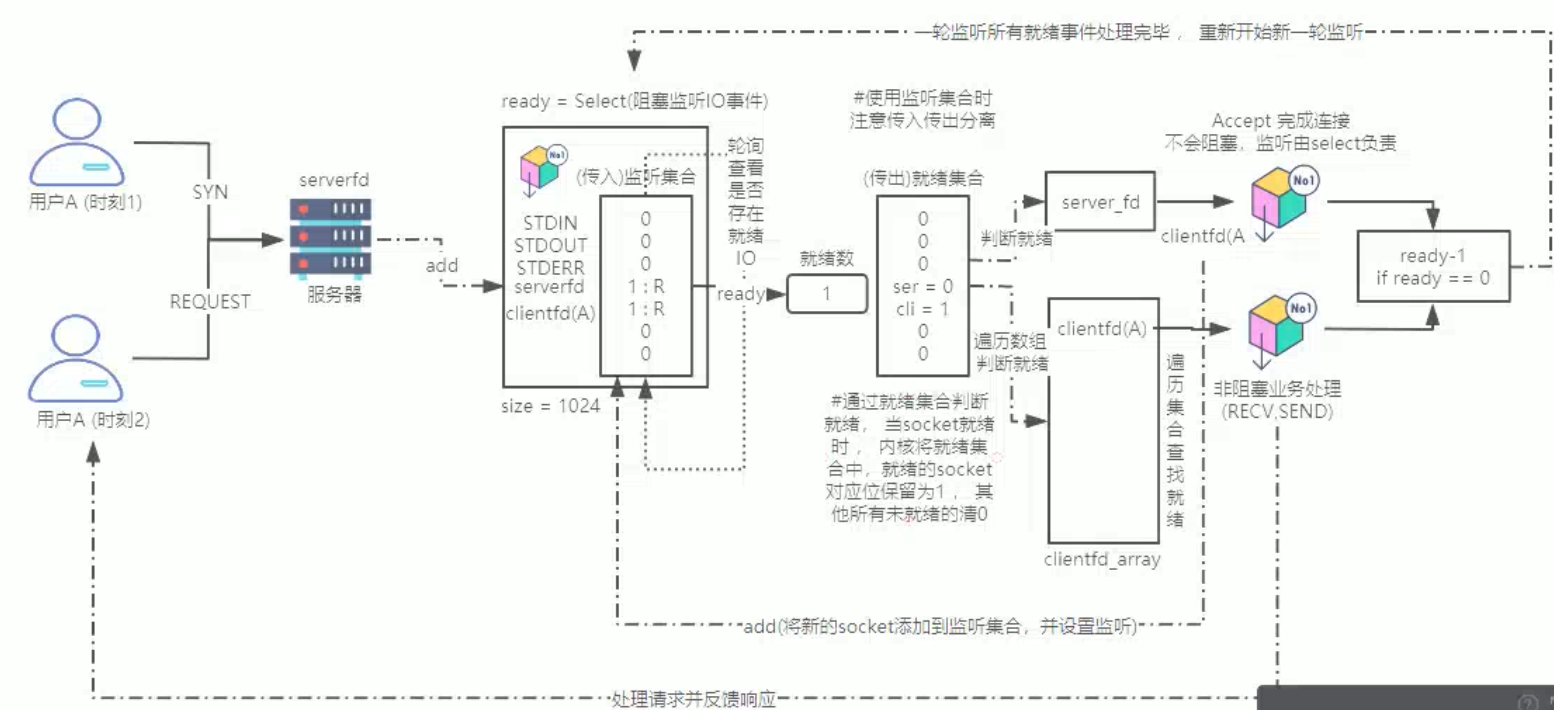 一轮监听所有就绪事件处理完毕， 重新开始新一轮监听
ready = Select(阻塞监听IO事件)
#使用监听集合时
注意传入传出分离
Accept 完成连接
不会阻塞，监听由select负责
用户A (时刻1)
SYN
serverfd
服务器
REQUEST
用户A (时刻2)
add
No1
(传入)监听集合
STDIN
STDOUT
STDERR
serverfd
clientfd(A)
0
0
0
1 : R
1 : R
0
0
size = 1024
轮询
查看
是否
存在
就绪
IO
ready
就绪数
1
(传出)就绪集合
0
0
0
ser = 0
cli = 1
0
0
#通过就绪集合判断
就绪， 当socket就绪
时， 内核将就绪集
合中，就绪的socket
对应位保留为1， 其
他所有未就绪的清0
判断就绪
server_fd
遍历数组
判断就绪
clientfd(A)
clientfd_array
遍
历
集
合
查
找
就
绪
No1
clientfd(A
No1
非阻塞业务处理
(RECV,SEND)
ready-1
if ready == 0
add(将新的socket添加到监听集合，并设置监听)
处理请求并反馈响应